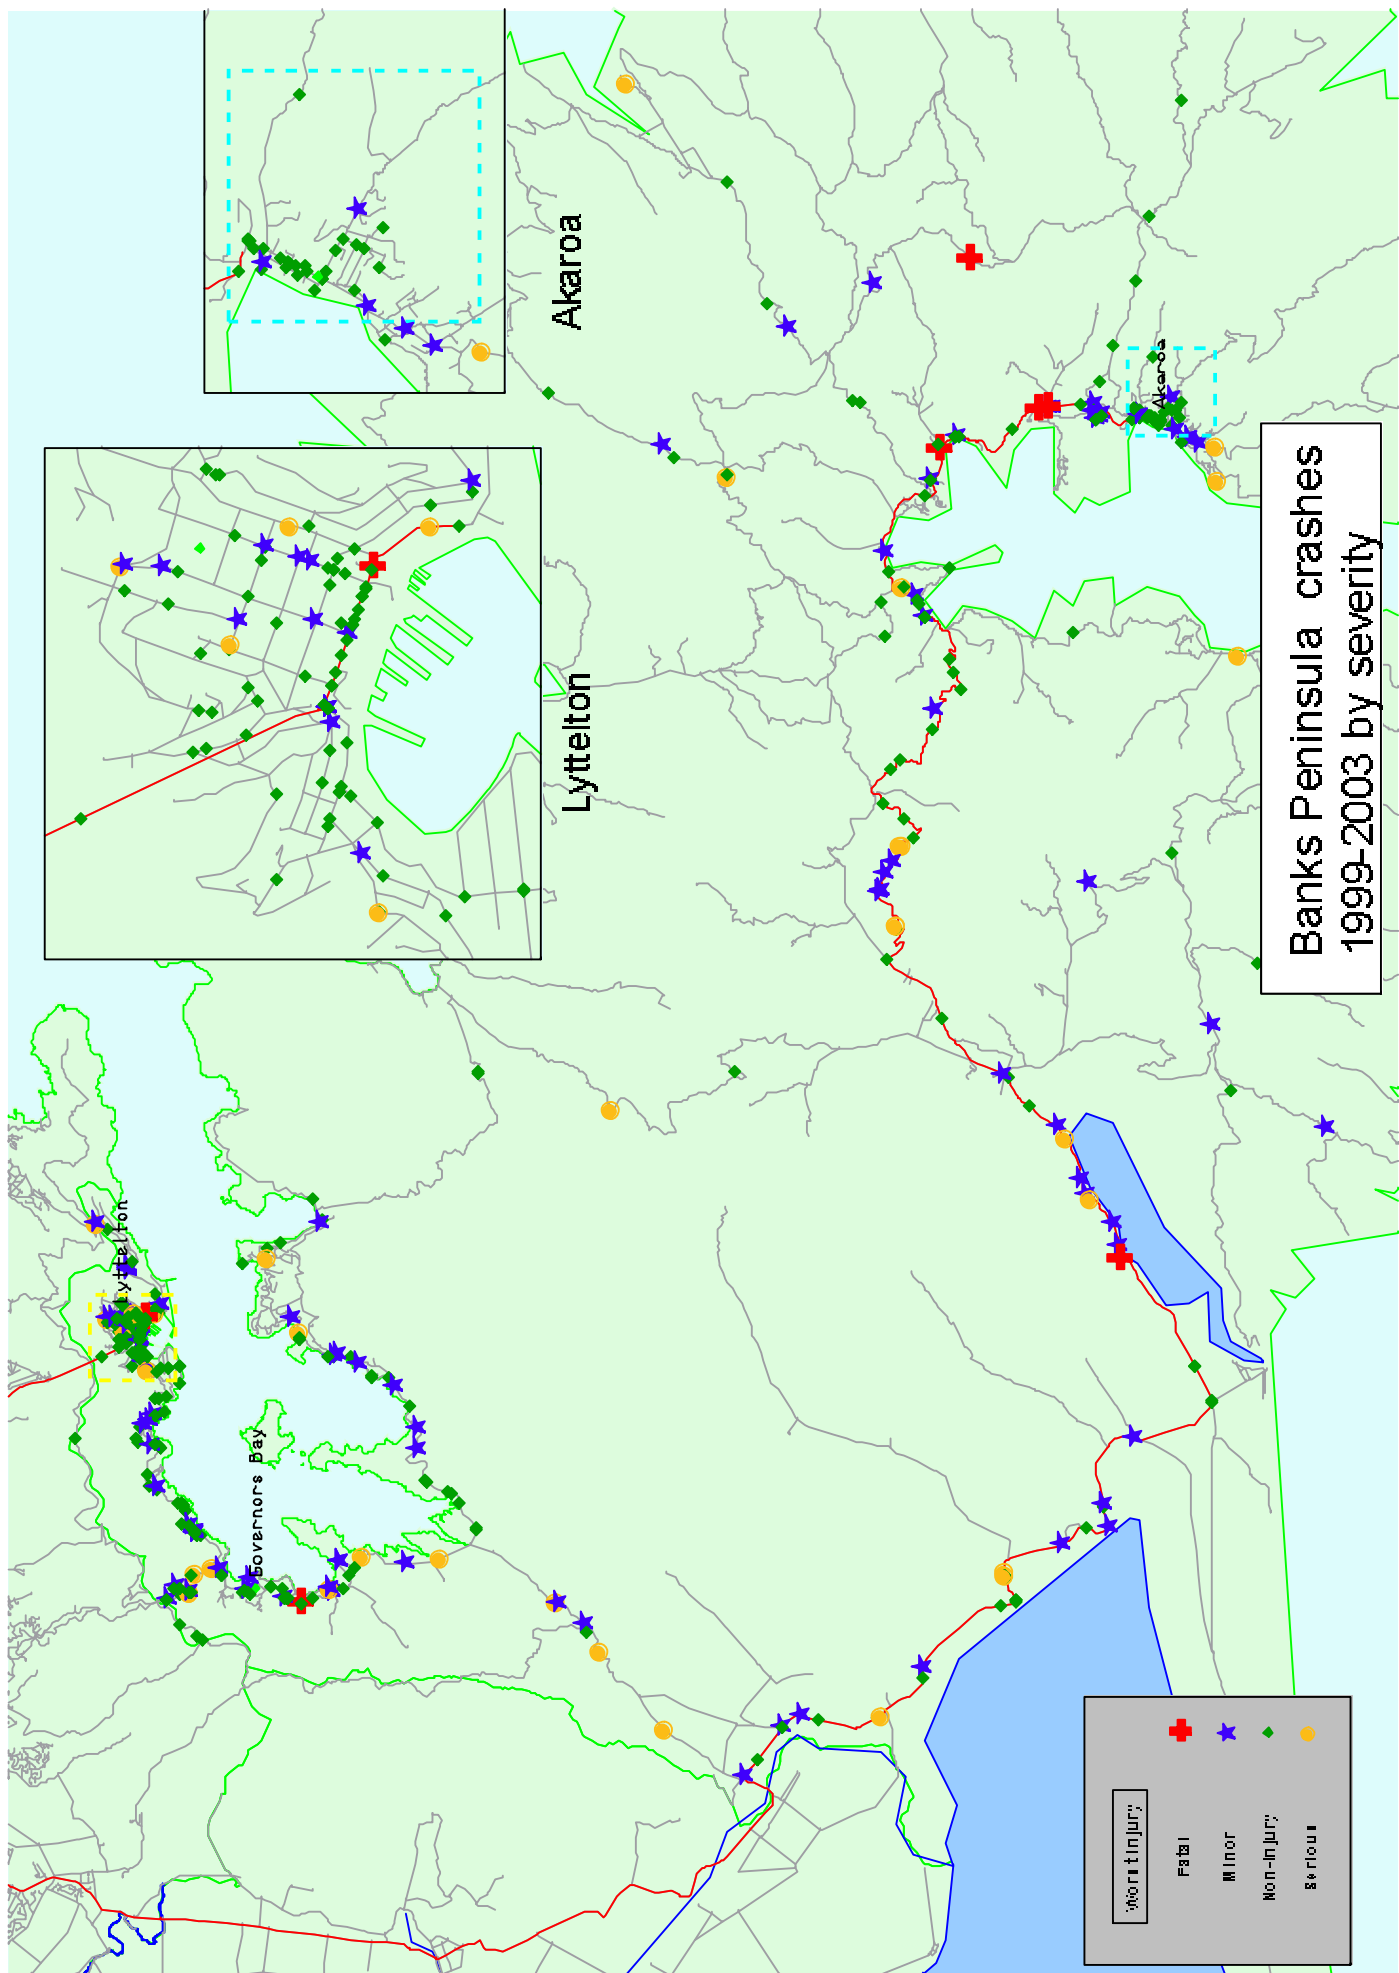 Akaroa
Lyttelton
Lyttelton
Governors Bay
Akaroa
Banks Peninsula crashes
1999-2003 by severity
Worst injury
Fatal
Minor
Non-injury
Serious